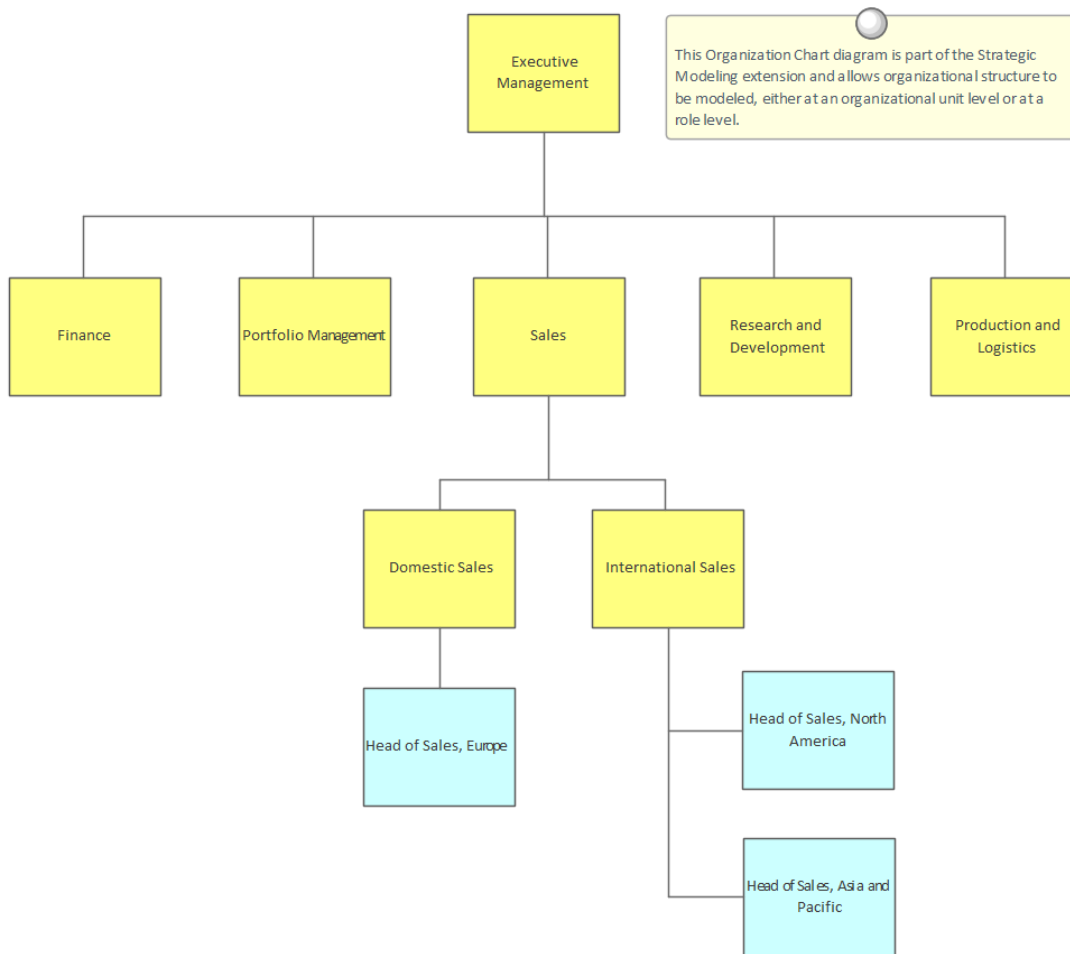 Executive
Management
This Organization Chart diagram is part of the Strategic
Modeling extension and allows organizational structure to
be modeled, either at an organizational unit level or at a
role level.
Finance
Portfolio Management
Sales
Research and
Development
Production and
Logistics
Domestic Sales
International Sales
Head of Sales, Europe
Head of Sales, North
America
Head of Sales, Asia and
Pacific